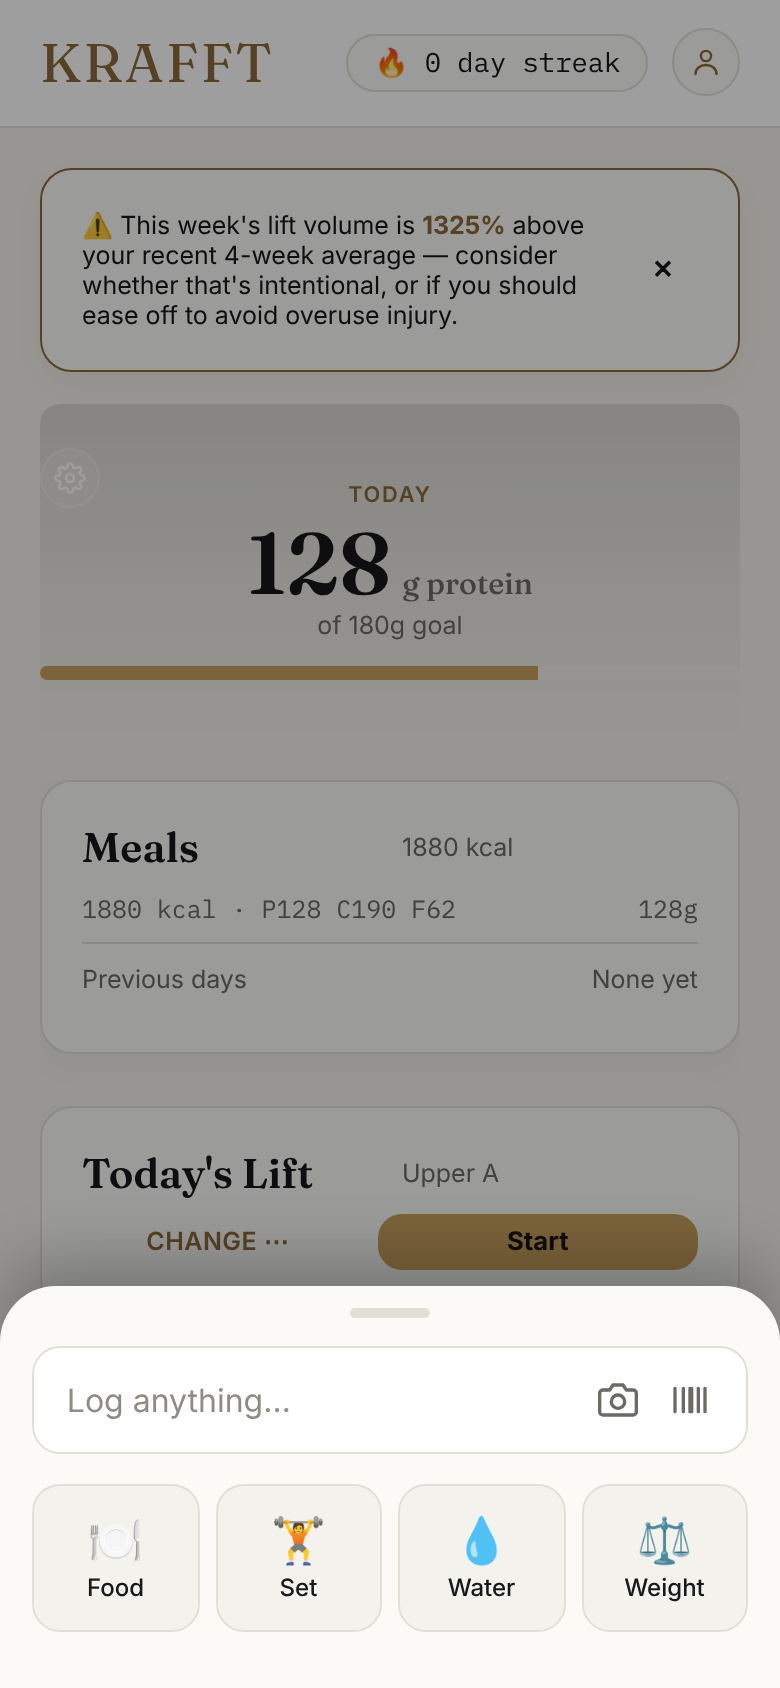 KRAFFT
🔥 0 day streak
⚠️ This week's lift volume is 1325% above
your recent 4-week average — consider
whether that's intentional, or if you should
ease off to avoid overuse injury.
✕
TODAY
128 g protein
of 180g goal
Meals 1880 kcal
1880 kcal · P128 C190 F62 128g
Previous days None yet
Today's Lift Upper A
CHANGE ··· Start
Log anything...
Food Set Water Weight